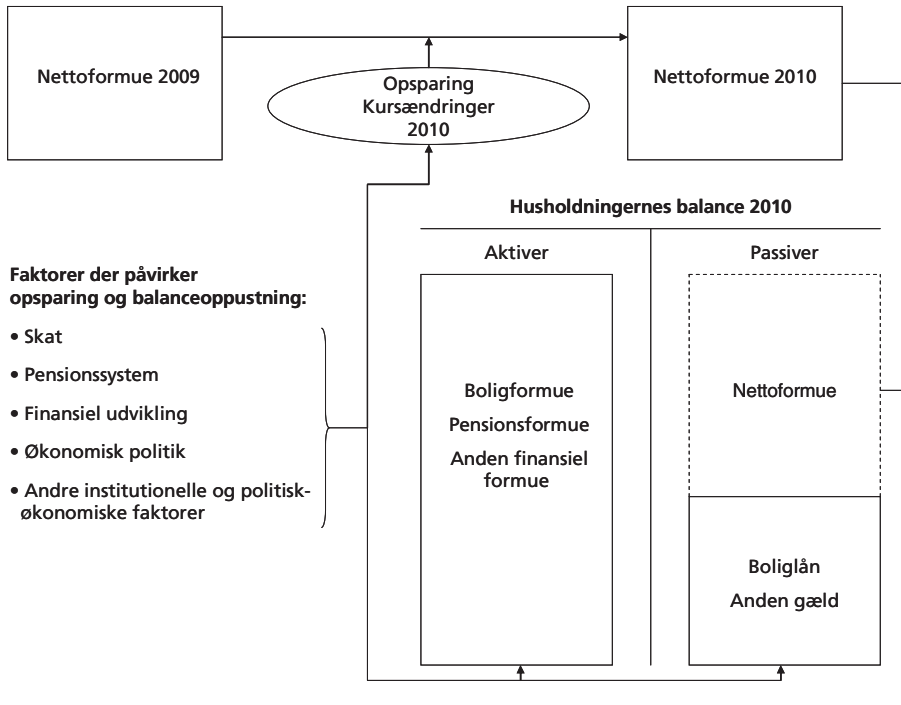 Nettoformue 2009
Opsparing
Kursændringer
2010
Nettoformue 2010
Husholdningernes balance 2010
Aktiver
Passiver
Faktorer der påvirker
opsparing og balanceoppustning:
• Skat
• Pensionssystem
• Finansiel udvikling
• Økonomisk politik
• Andre institutionelle og politisk-
økonomiske faktorer
Boligformue
Pensionsformue
Anden finansiel
formue
Nettoformue
Boliglån
Anden gæld